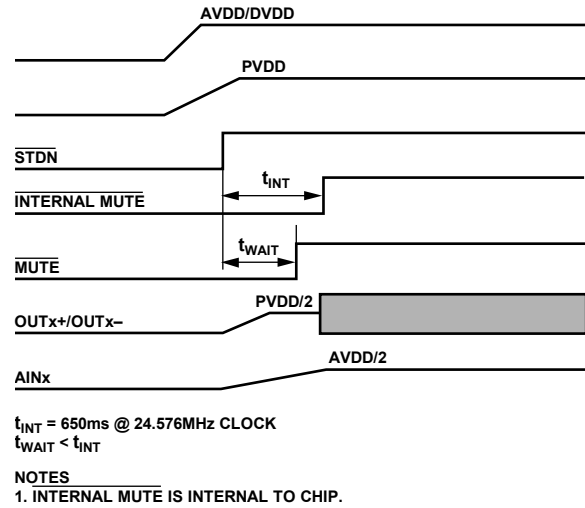 AVDD/DVDD
PVDD
STDN
tINT
INTERNAL MUTE
tWAIT
MUTE
PVDD/2
OUTx+/OUTx–
AVDD/2
AINx
tINT = 650ms @ 24.576MHz CLOCK
tWAIT < tINT
NOTES
1. INTERNAL MUTE IS INTERNAL TO CHIP.